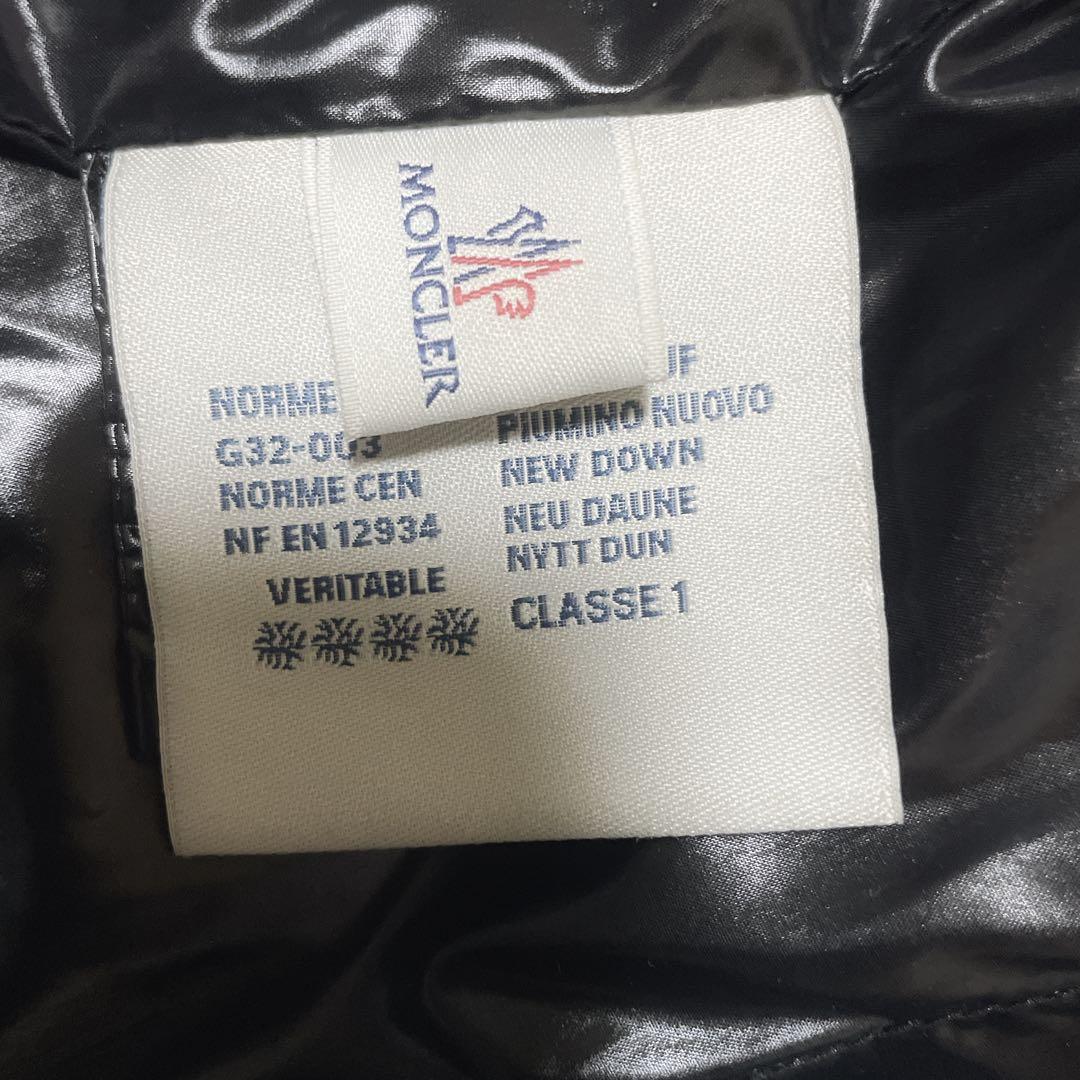 MONCLER
NORME
G32-003
NORME CEN
NF EN 12934
VERITABLE
UF
PIUMINO NUOVO
NEW DOWN
NEU DAUNE
NYTT DUN
CLASSE 1